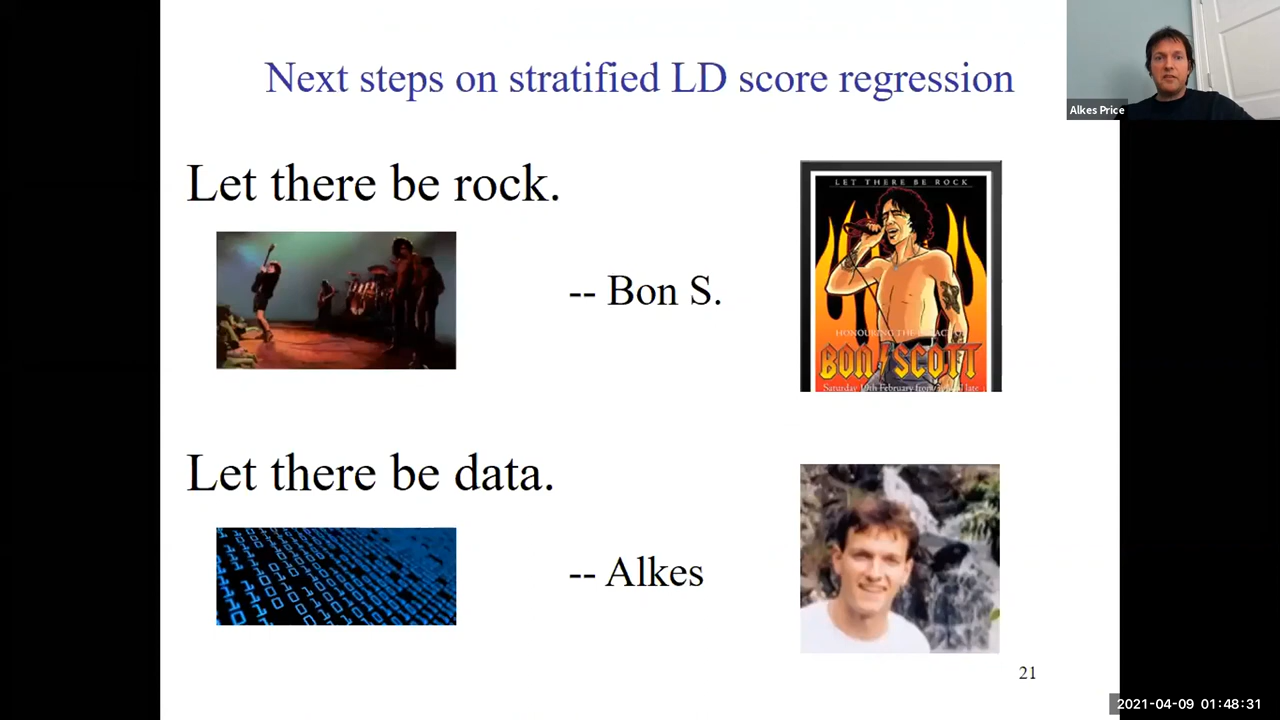 Next steps on stratified LD score regression
Alkes Price
Let there be rock.
LET THERE BE ROCK
-- Bon S.
BON SCOTT
Let there be data.
-- Alkes
21
2021-04-09 01:48:31